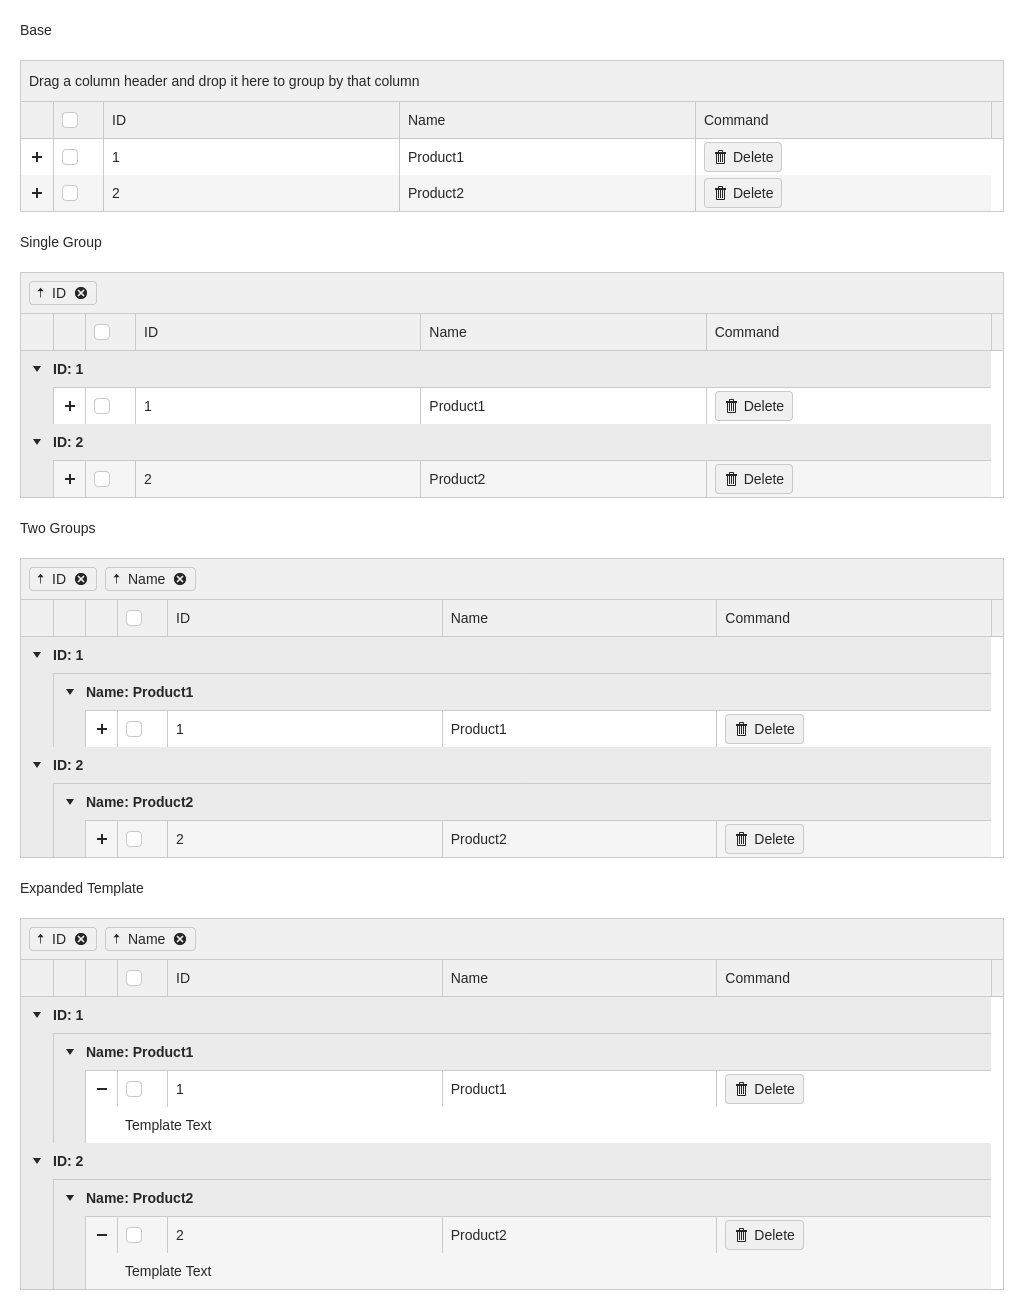 Base
Drag a column header and drop it here to group by that column
ID Name Command
1 Product1 Delete
2 Product2 Delete
Single Group
ID
ID Name Command
ID: 1
1 Product1 Delete
ID: 2
2 Product2 Delete
Two Groups
ID Name
ID Name Command
ID: 1
Name: Product1
1 Product1 Delete
ID: 2
Name: Product2
2 Product2 Delete
Expanded Template
ID Name
ID Name Command
ID: 1
Name: Product1
1 Product1 Delete
Template Text
ID: 2
Name: Product2
2 Product2 Delete
Template Text